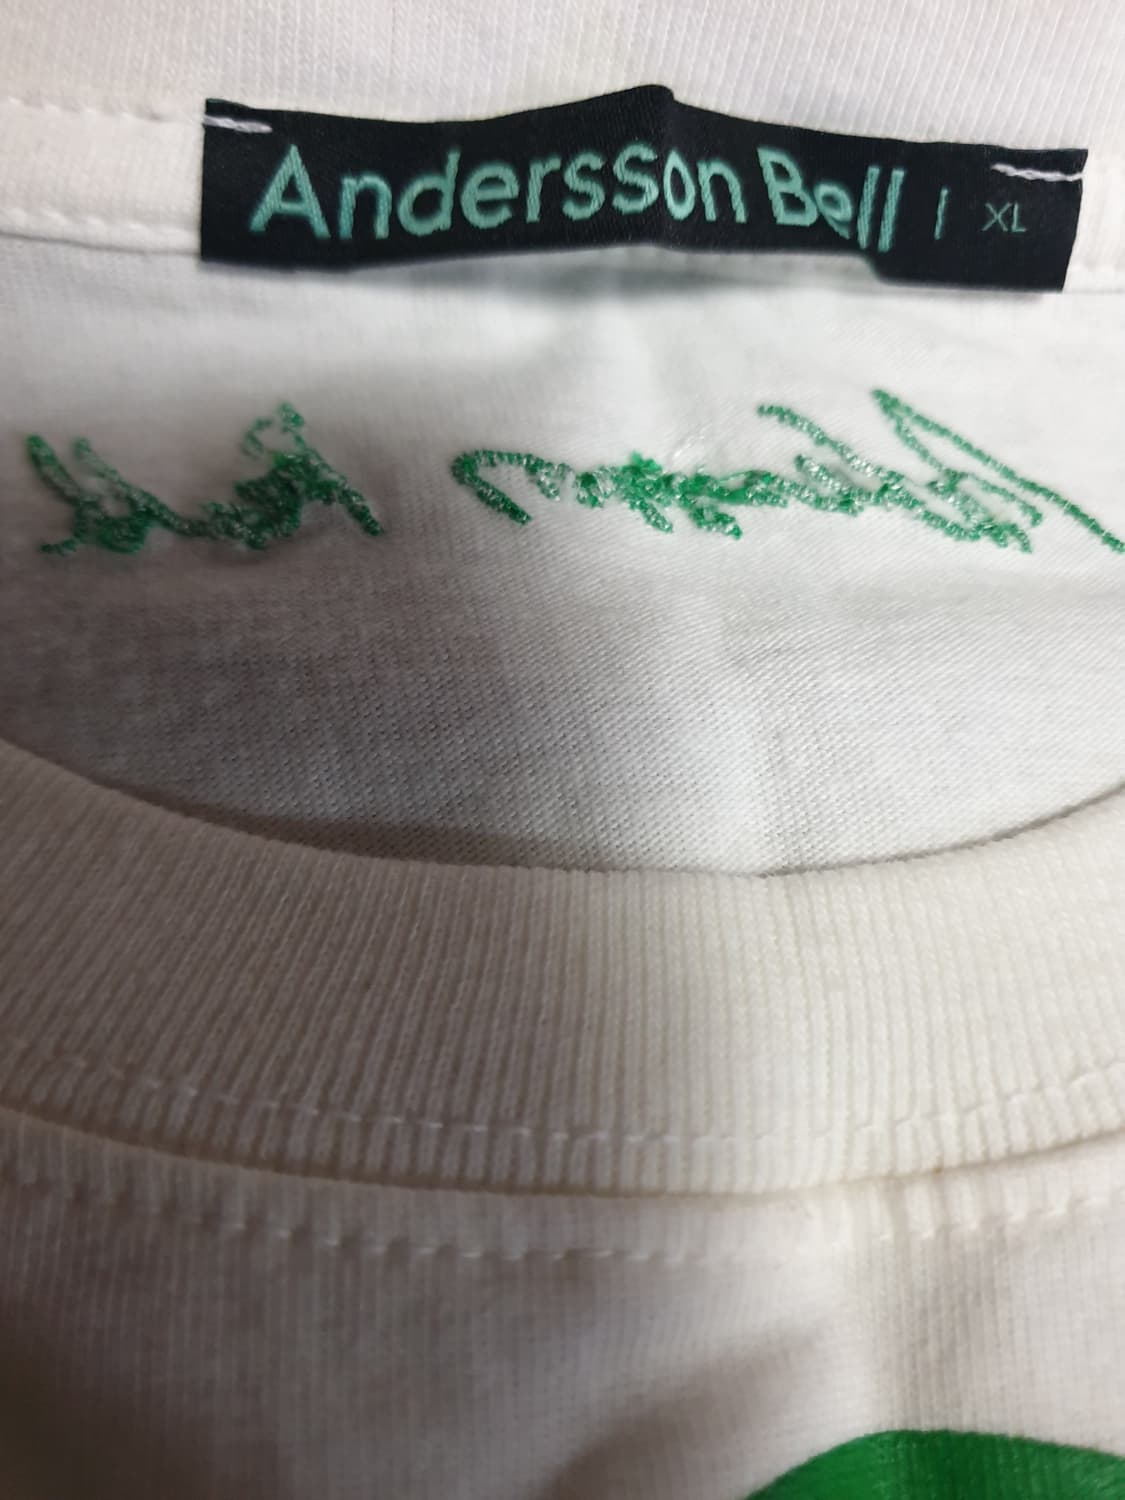 Andersson Bell | XL